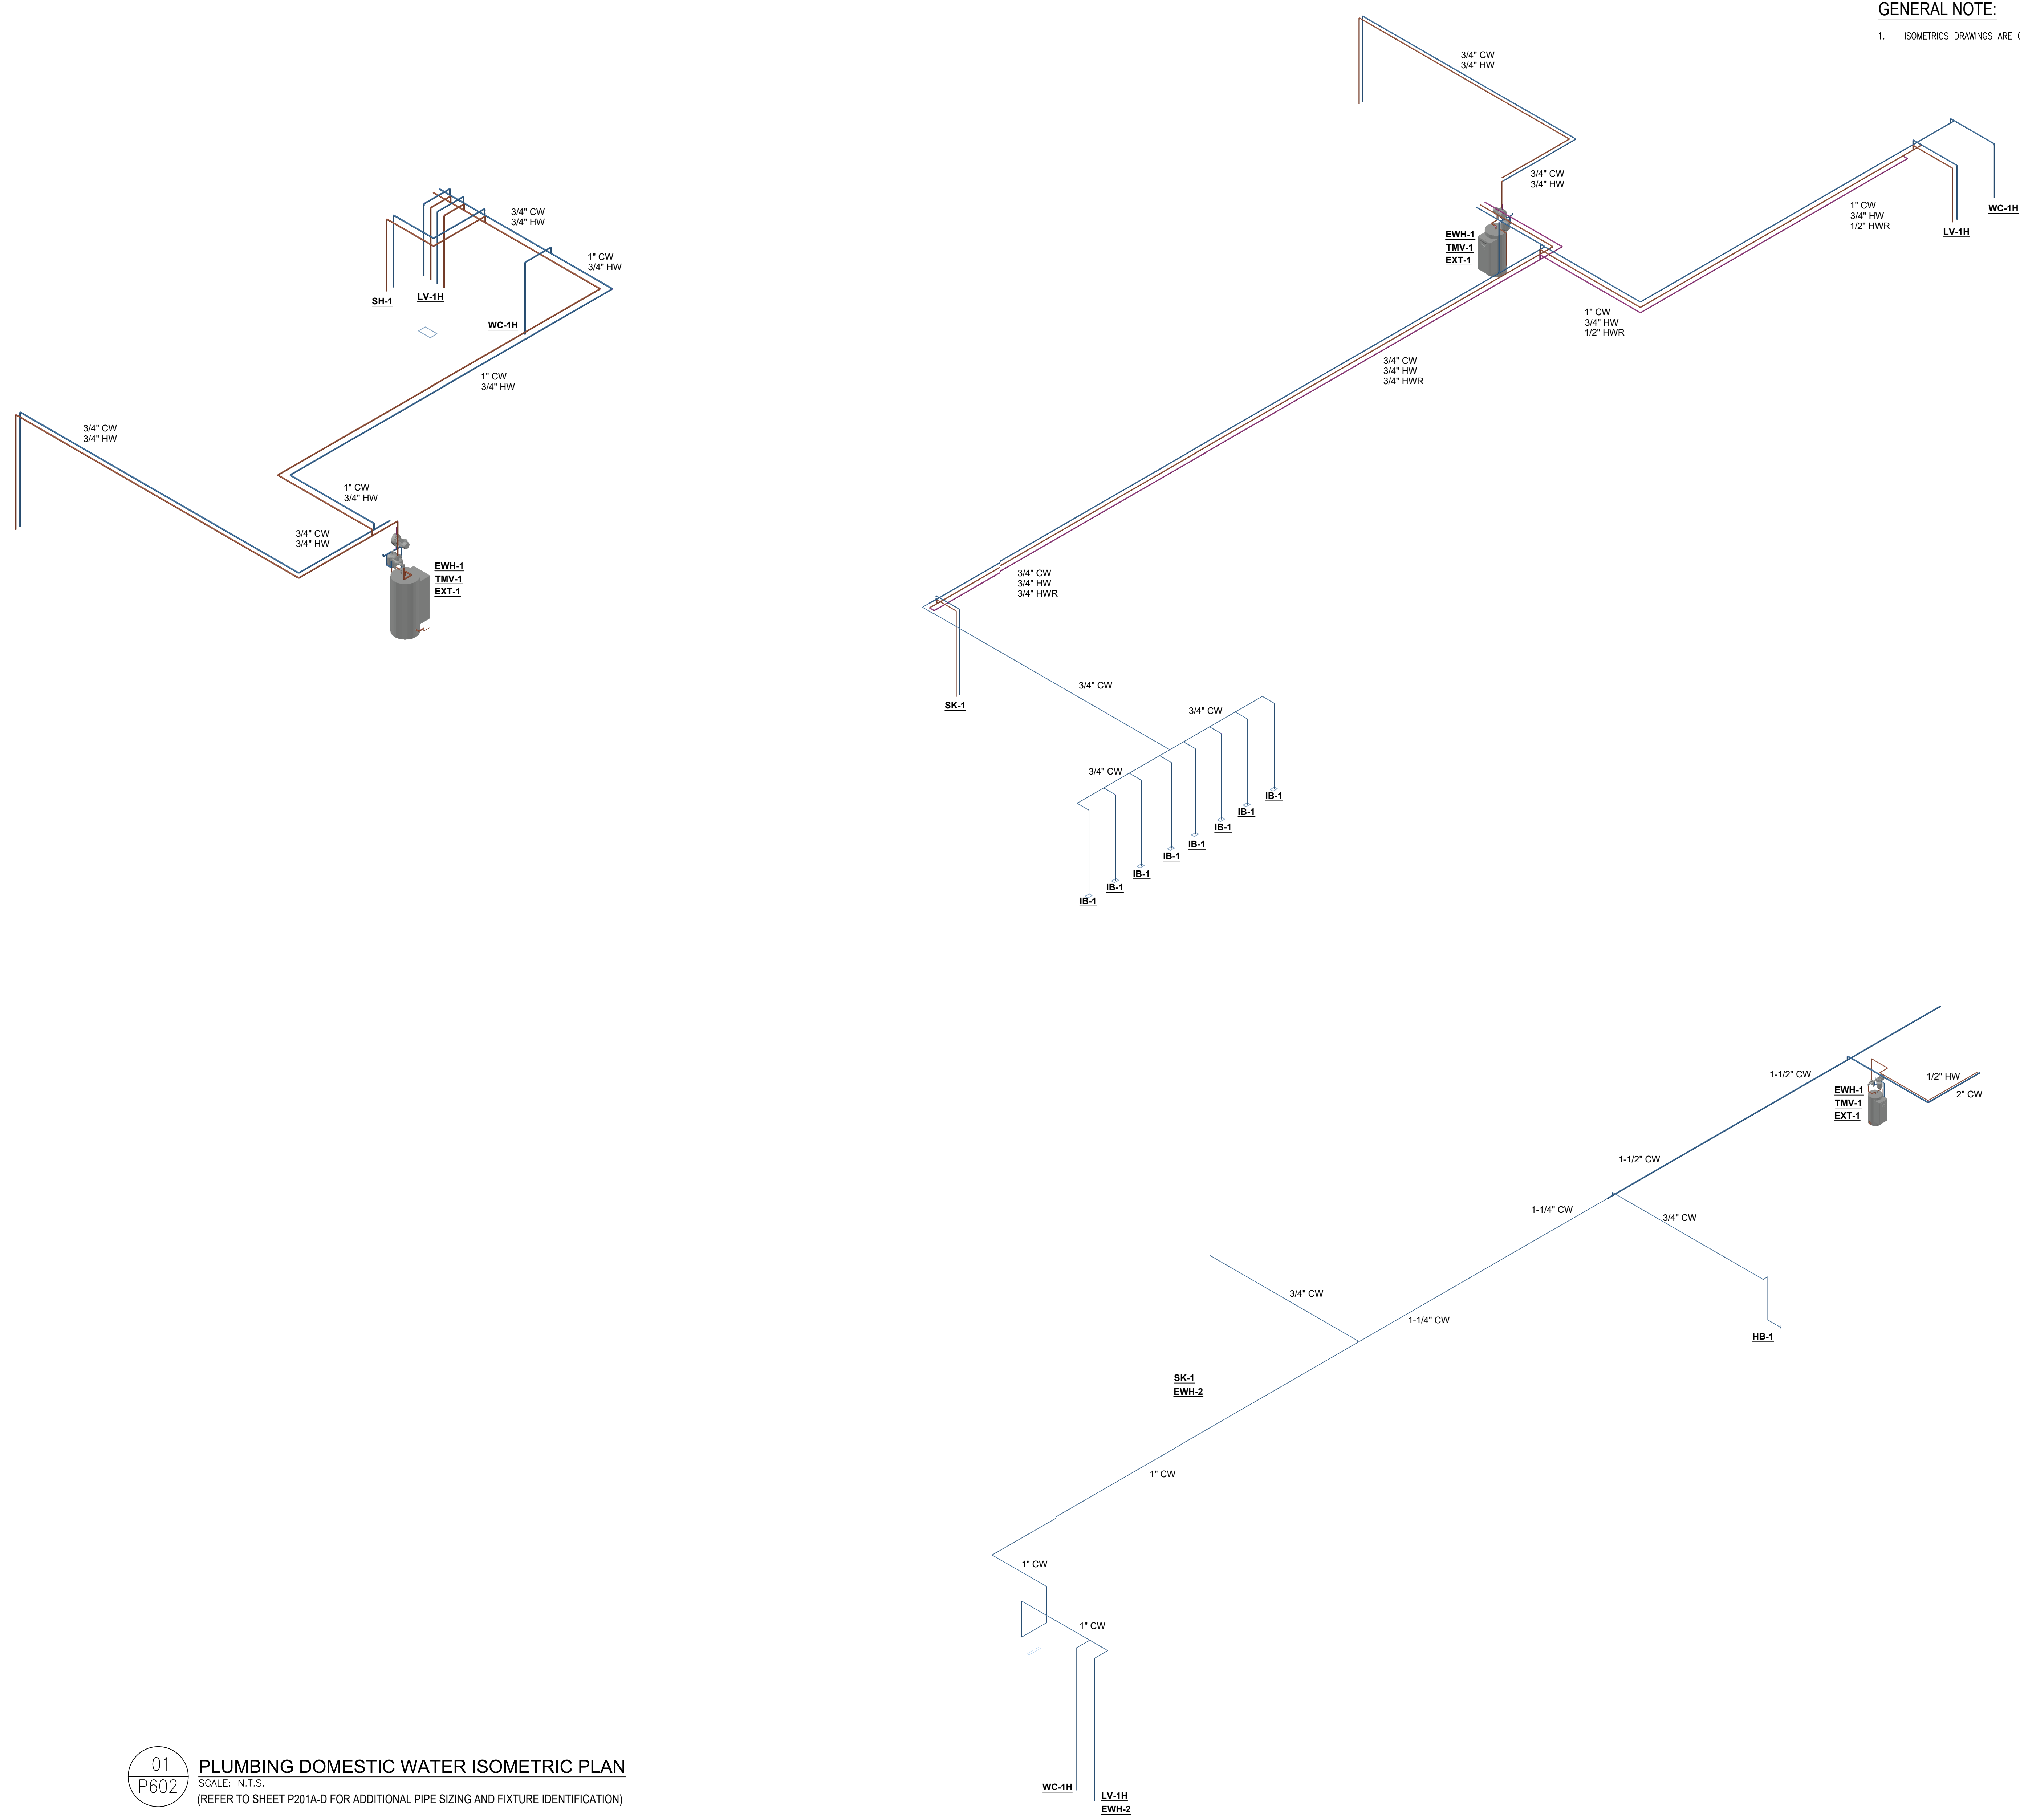 GENERAL NOTE:
1. ISOMETRICS DRAWINGS ARE
3/4" CW
3/4" HW
3/4" CW
3/4" HW
1" CW
3/4" HW
1/2" HWR
WC-1H
LV-1H
EWH-1
TMV-1
EXT-1
1" CW
3/4" HW
1/2" HWR
3/4" CW
3/4" HW
3/4" HWR
3/4" CW
3/4" HW
1" CW
3/4" HW
SH-1
LV-1H
WC-1H
1" CW
3/4" HW
3/4" CW
3/4" HW
1" CW
3/4" HW
3/4" CW
3/4" HW
EWH-1
TMV-1
EXT-1
3/4" CW
3/4" HW
3/4" HWR
SK-1
3/4" CW
3/4" CW
3/4" CW
IB-1
IB-1
IB-1
IB-1
IB-1
IB-1
IB-1
IB-1
1-1/2" CW
1/2" HW
2" CW
EWH-1
TMV-1
EXT-1
1-1/2" CW
1-1/4" CW
3/4" CW
3/4" CW
1-1/4" CW
HB-1
SK-1
EWH-2
1" CW
1" CW
1" CW
WC-1H
LV-1H
EWH-2
01
P602
PLUMBING DOMESTIC WATER ISOMETRIC PLAN
SCALE: N.T.S.
(REFER TO SHEET P201A-D FOR ADDITIONAL PIPE SIZING AND FIXTURE IDENTIFICATION)